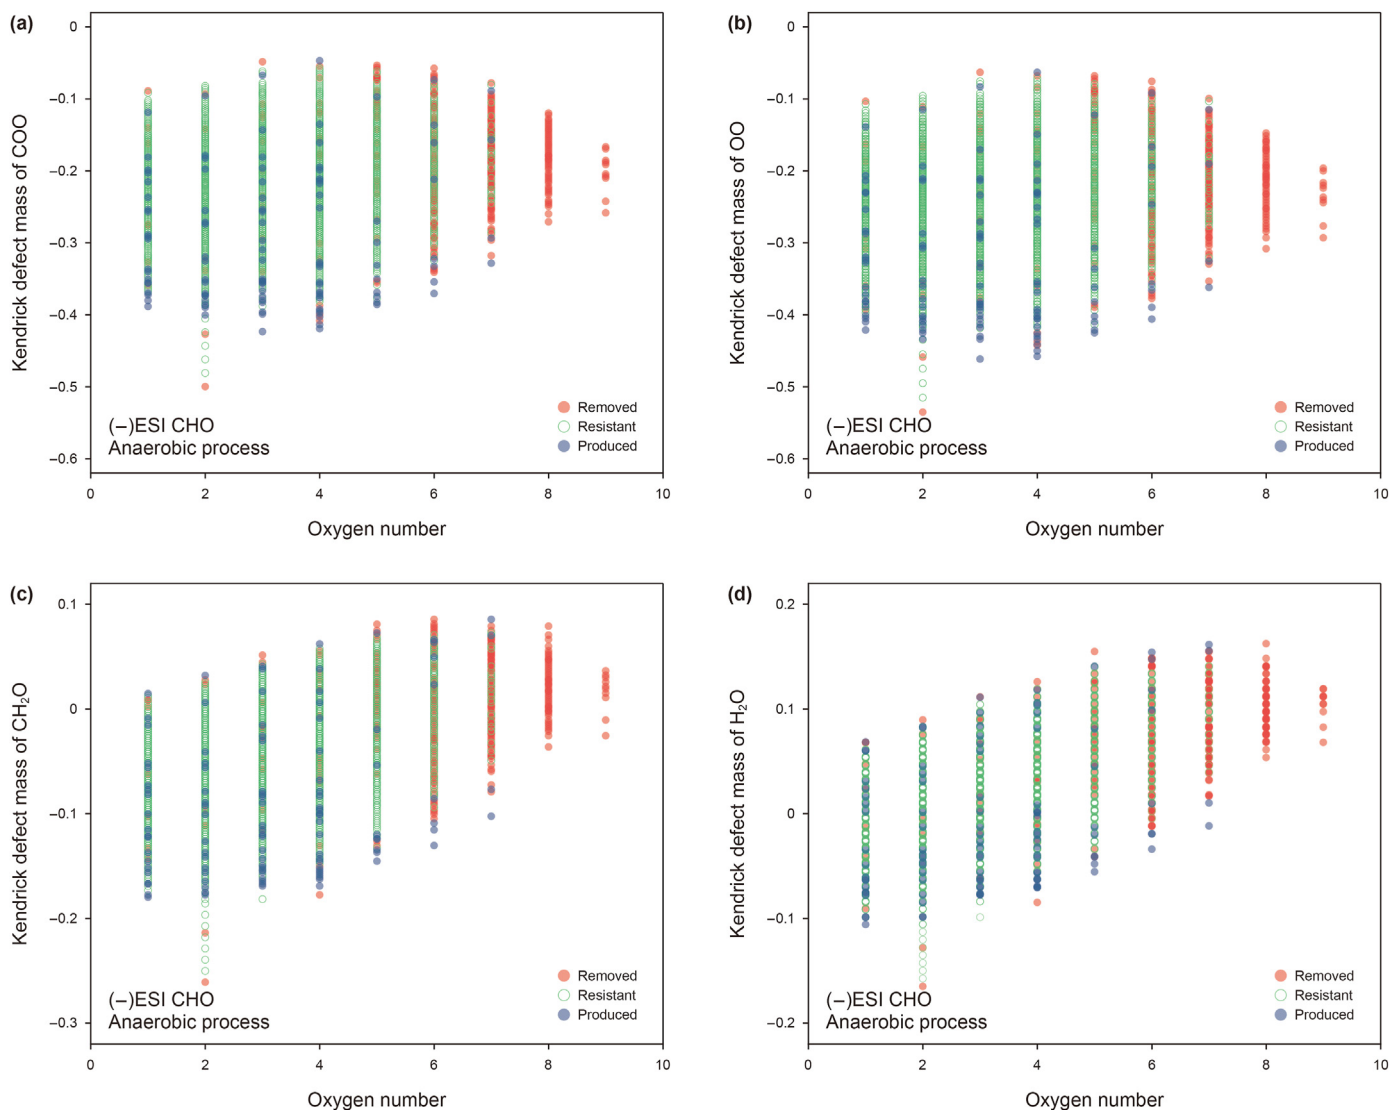 (a)
0
–0.1
–0.2
–0.3
–0.4
–0.5
–0.6
Kendrick defect mass of COO
(–)ESI CHO
Anaerobic process
Removed
Resistant
Produced
0 2 4 6 8 10
Oxygen number
(b)
0
–0.1
–0.2
–0.3
–0.4
–0.5
–0.6
Kendrick defect mass of OO
(–)ESI CHO
Anaerobic process
Removed
Resistant
Produced
0 2 4 6 8 10
Oxygen number
(c)
0.1
0
–0.1
–0.2
–0.3
Kendrick defect mass of CH₂O
(–)ESI CHO
Anaerobic process
Removed
Resistant
Produced
0 2 4 6 8 10
Oxygen number
(d)
0.2
0.1
0
–0.1
–0.2
Kendrick defect mass of H₂O
(–)ESI CHO
Anaerobic process
Removed
Resistant
Produced
0 2 4 6 8 10
Oxygen number